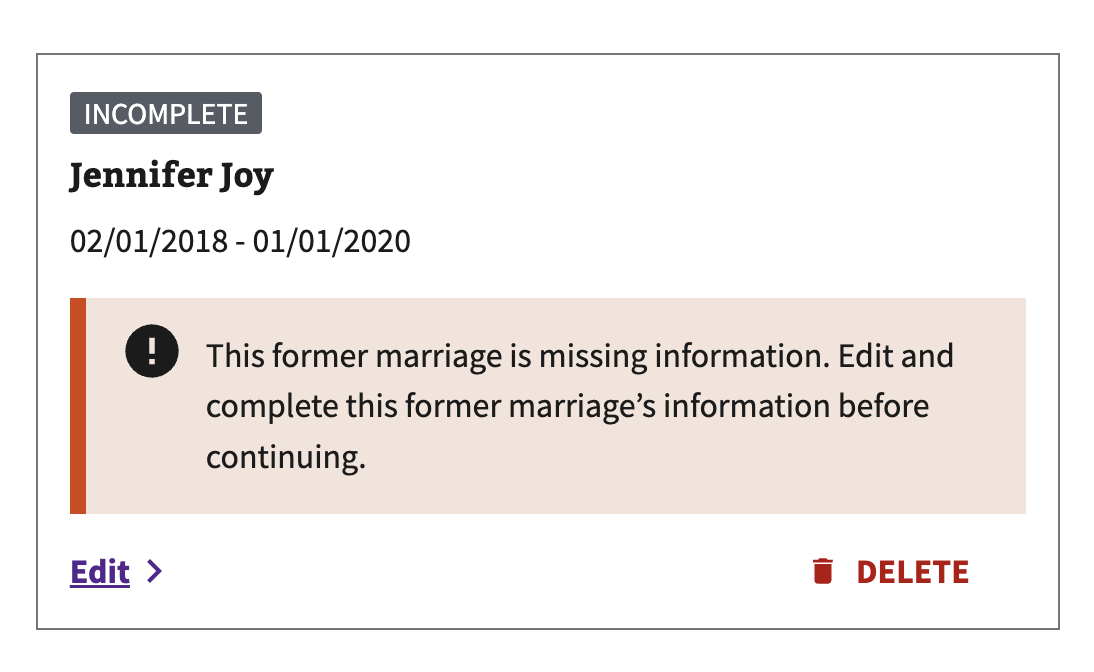 INCOMPLETE
Jennifer Joy
02/01/2018 - 01/01/2020
This former marriage is missing information. Edit and
complete this former marriage’s information before
continuing.
Edit
DELETE